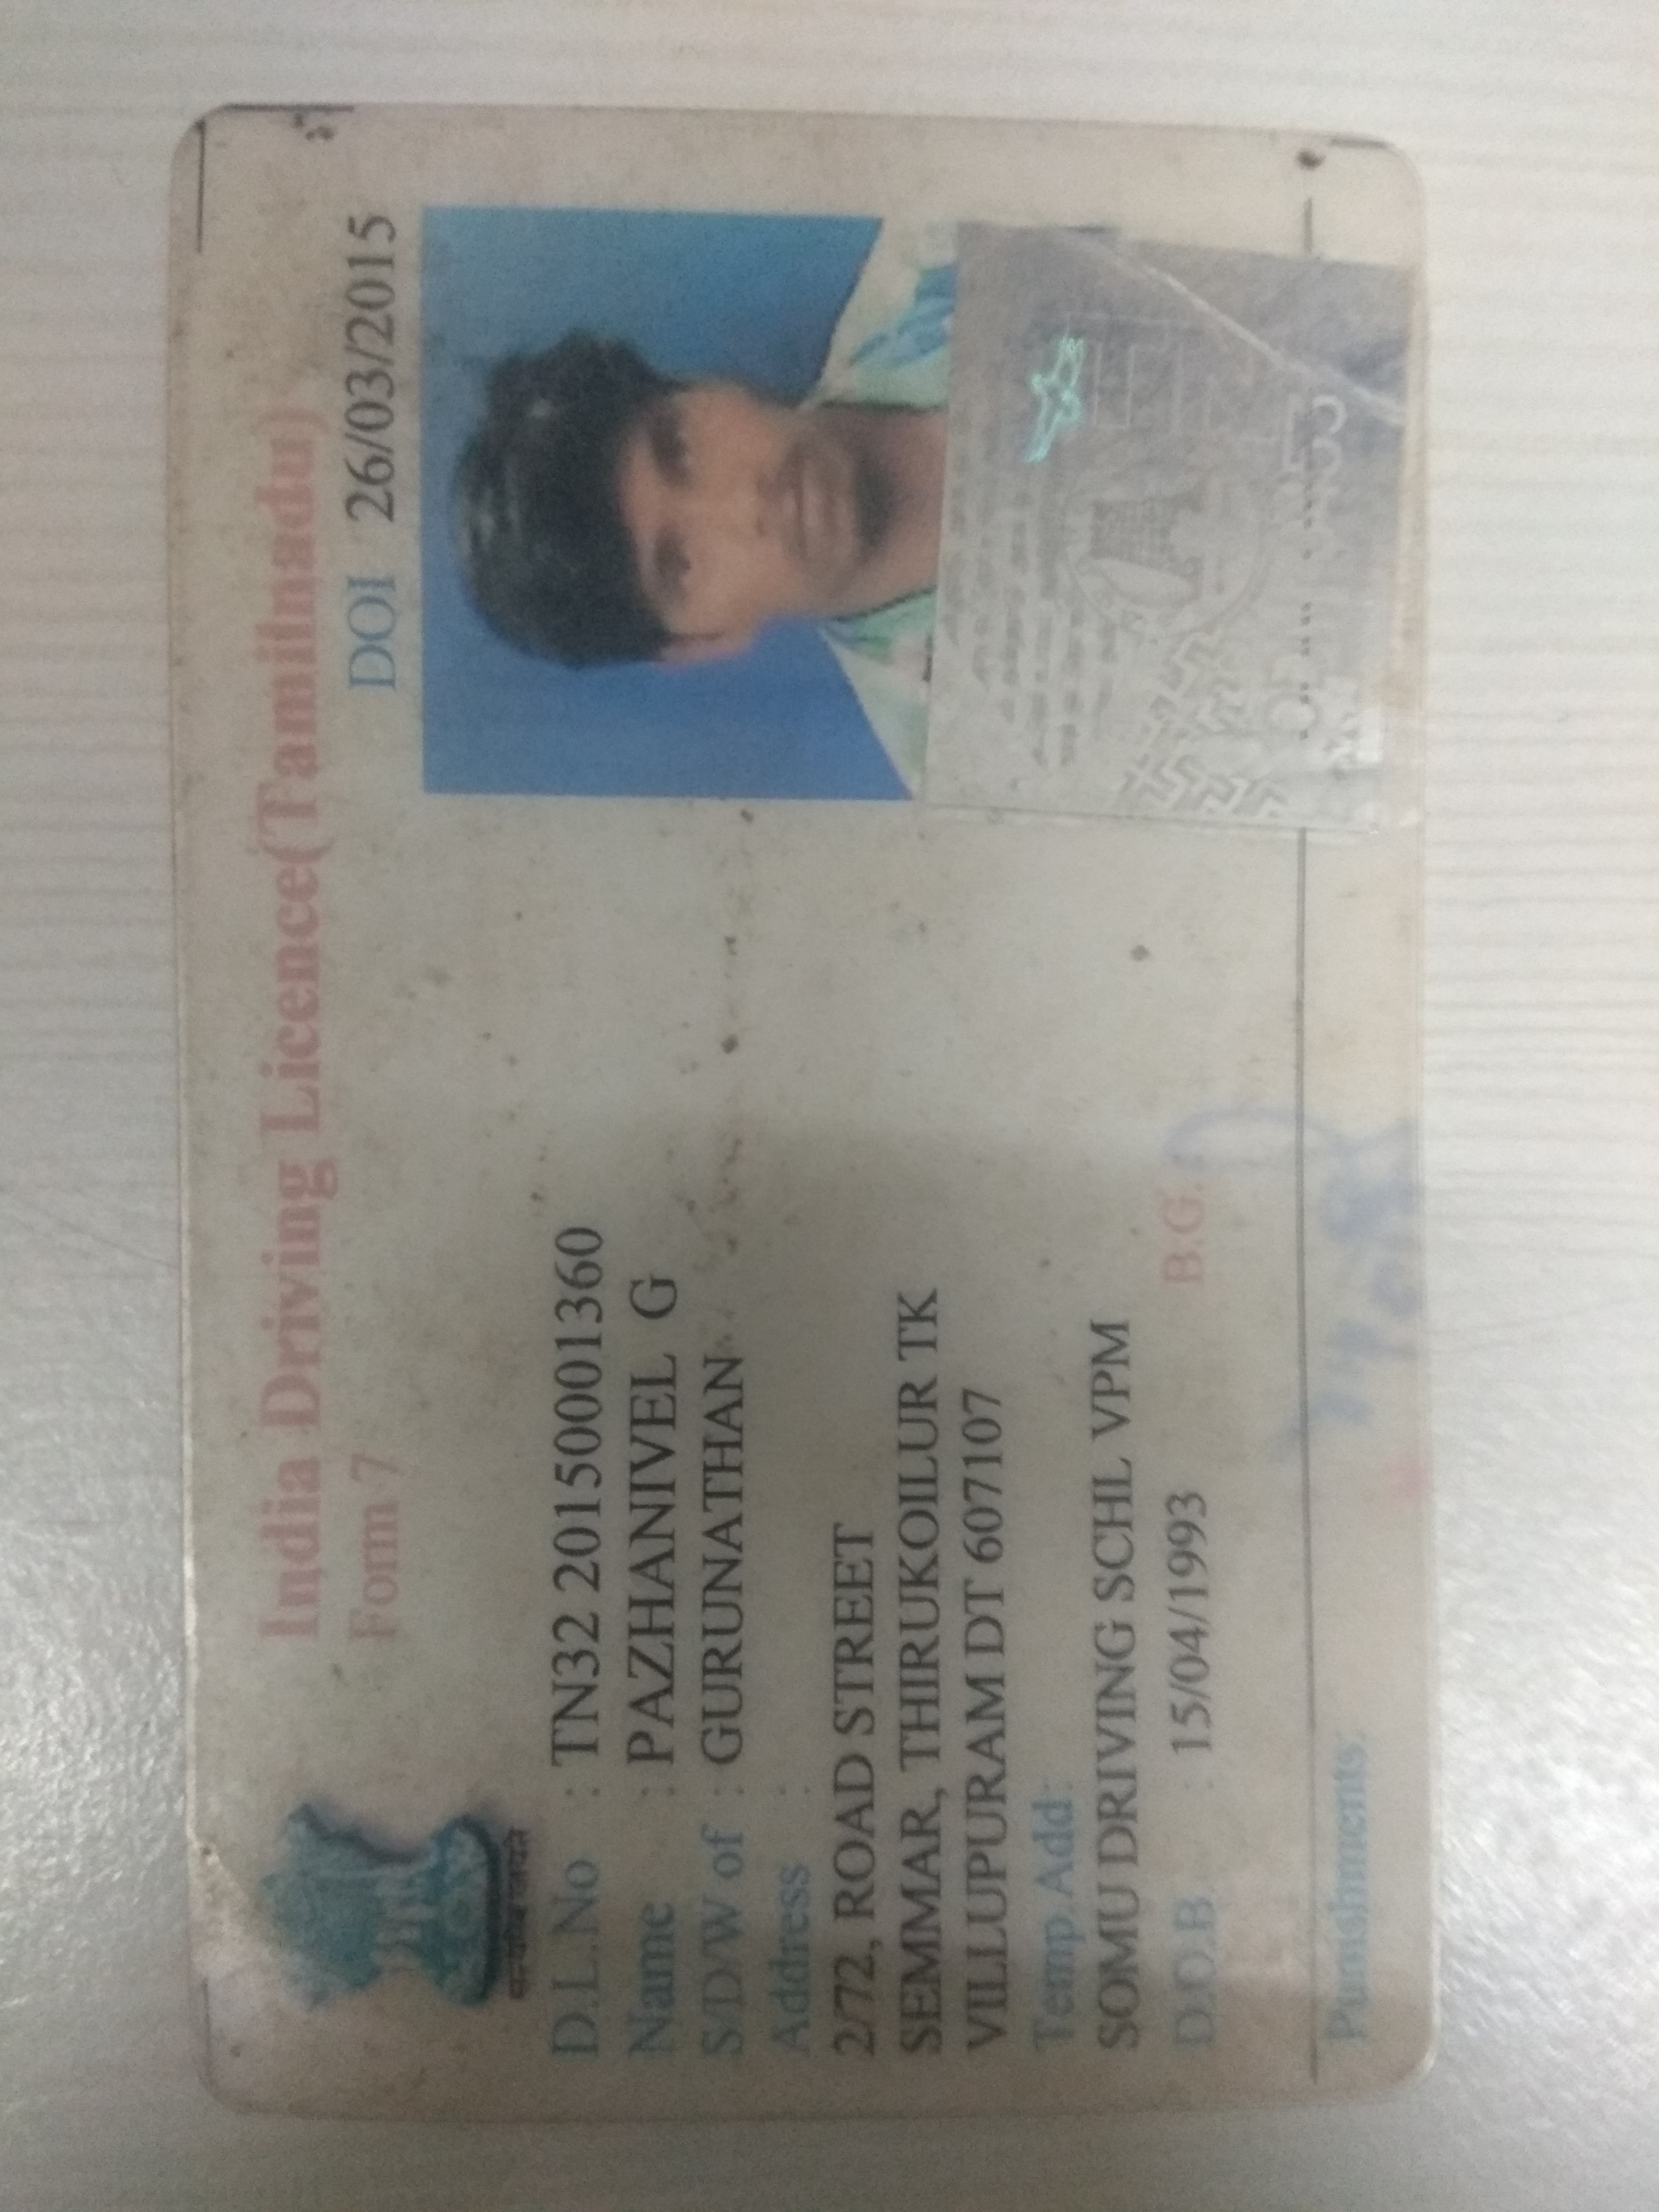 India Driving Licence(Tamilnadu)
Form 7
DOI 26/03/2015
D.L.No : TN32 20150001360
Name : PAZHANIVEL G
S/D/W of : GURUNATHAN
Address :
2/72, ROAD STREET
SEMMAR, THIRUKOILUR TK
VILLUPURAM DT 607107
Temp.Add:
SOMU DRIVING SCHL VPM
D.O.B : 15/04/1993 B.G.
Punishments: